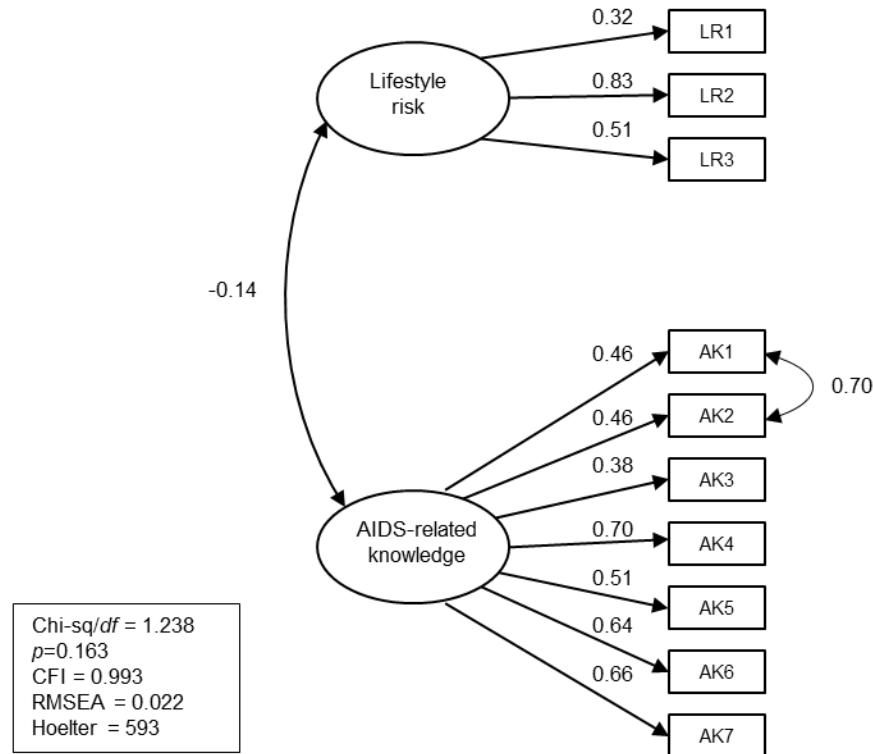 0.32
LR1
Lifestyle
risk
0.83
LR2
0.51
LR3
-0.14
0.46
AK1
0.70
0.46
AK2
0.38
AK3
AIDS-related
knowledge
0.70
AK4
0.51
AK5
0.64
AK6
0.66
AK7
Chi-sq/df = 1.238
p=0.163
CFI = 0.993
RMSEA = 0.022
Hoelter = 593